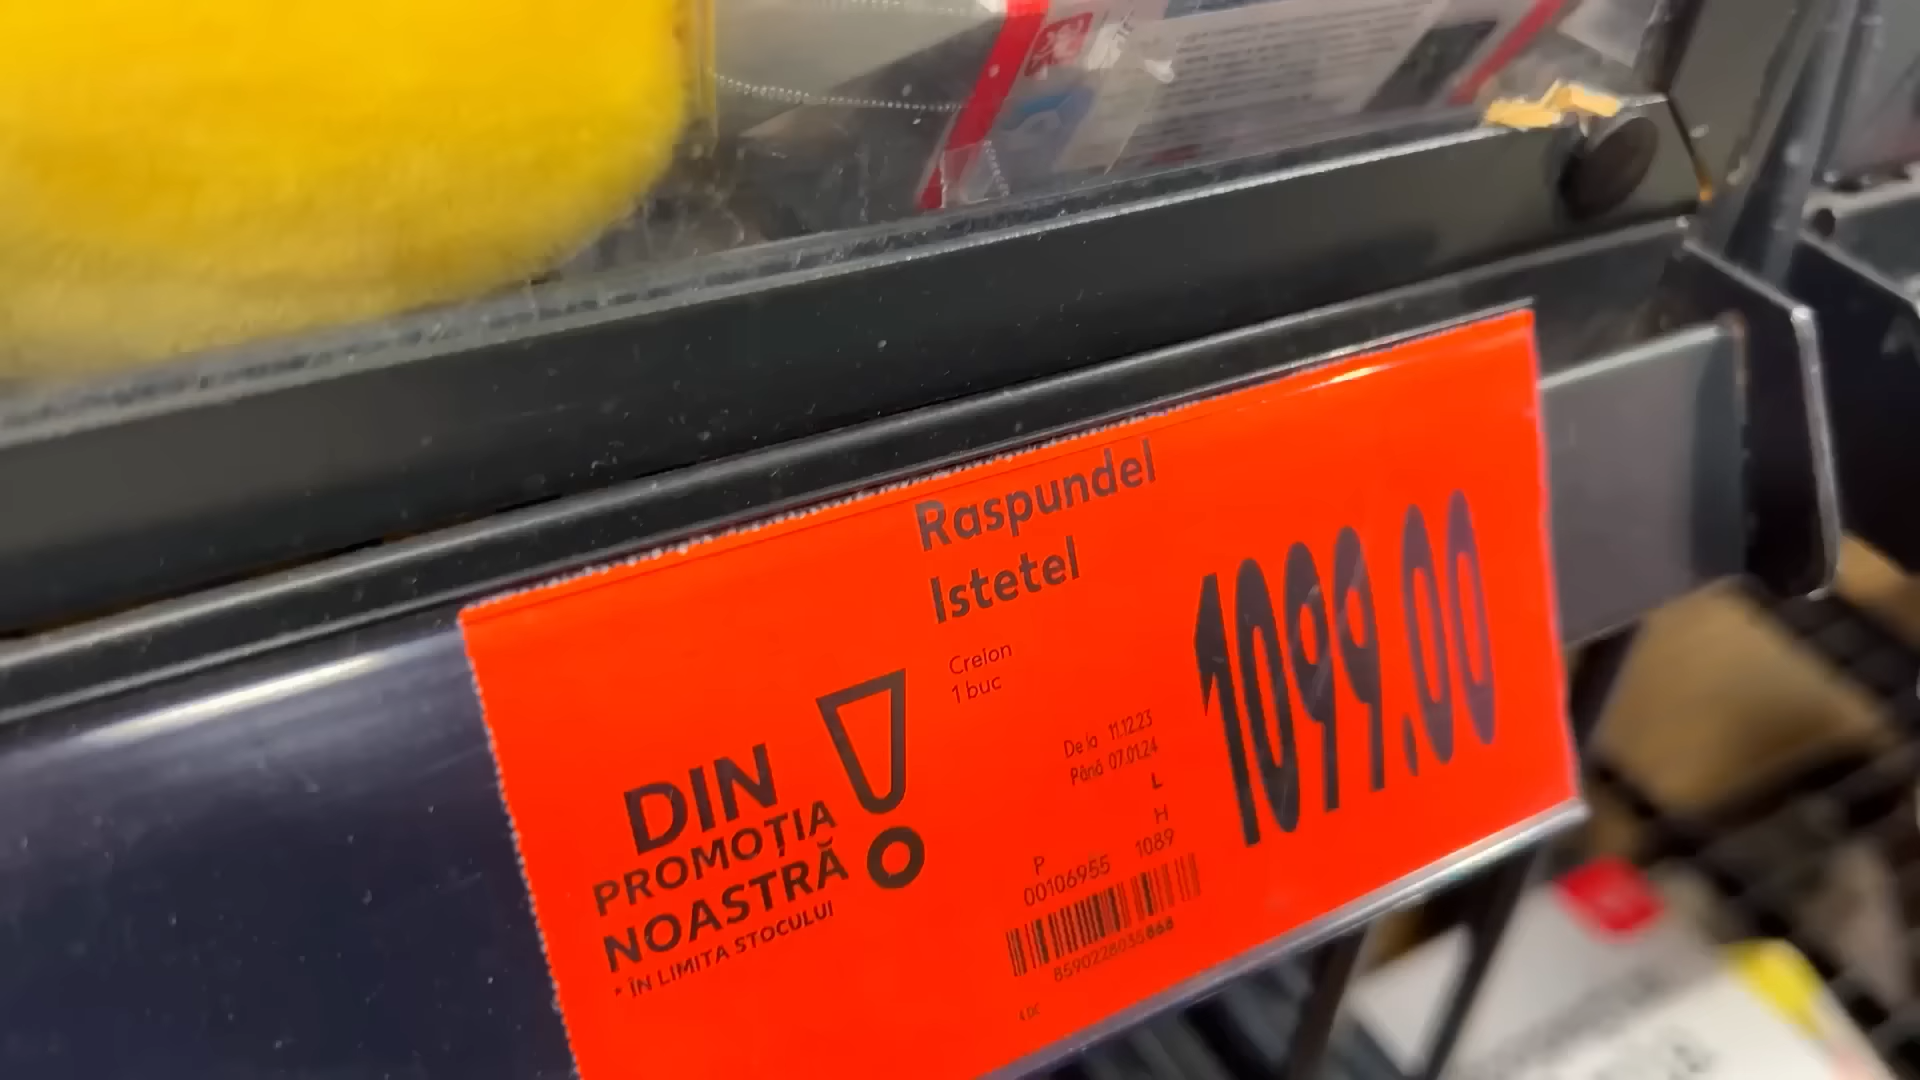 Raspundel
Istetel
Creion
1 buc
1099.00
De la 11.12.23
Până 07.01.24
L
H
P
00106955 1089
8590228035868
DIN
PROMOȚIA
NOASTRĂ
* ÎN LIMITA STOCULUI